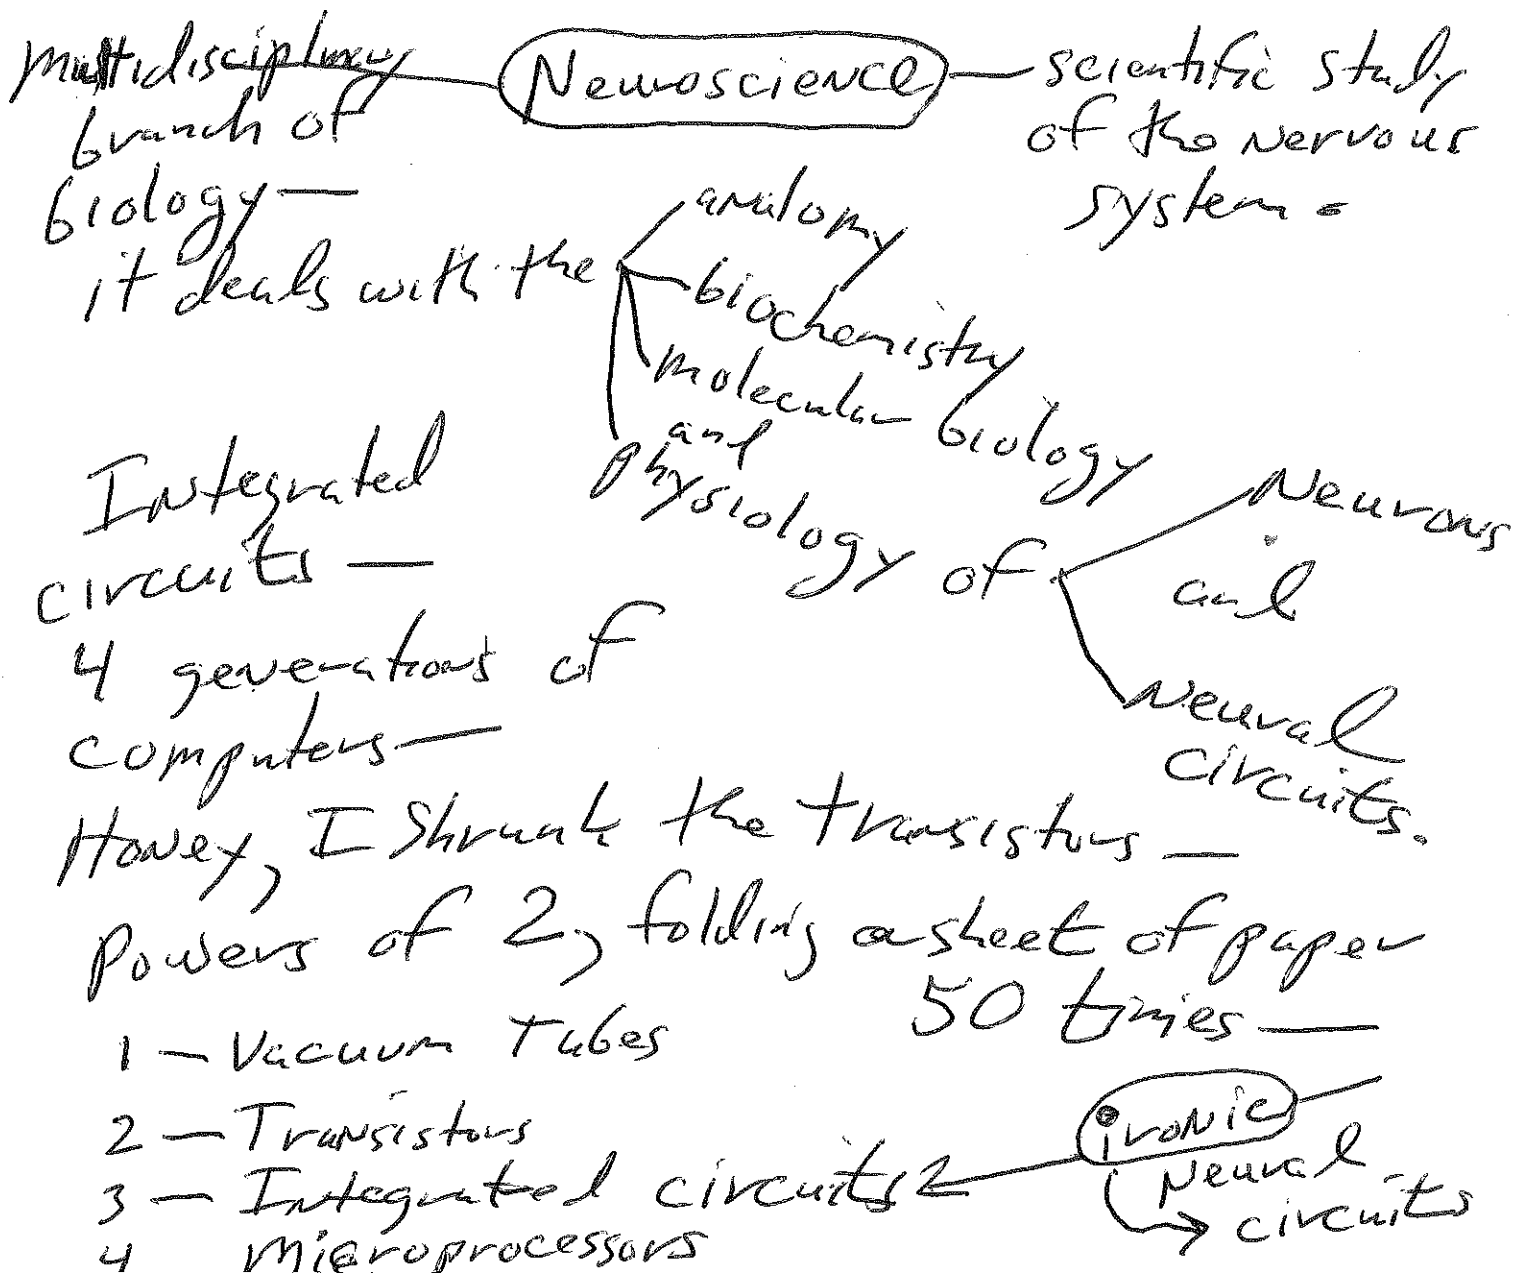 Multidisciplinary
branch of
biology —
Neuroscience — scientific study
of the nervous
system.
it deals with the
anatomy
biochemistry
molecular biology
and
physiology of
Neurons
and
Neural
circuits.
Integrated
circuits —
4 generations of
computers —
Honey, I Shrunk the transistors —
Powers of 2, folding a sheet of paper
50 times —
1 — Vacuum Tubes
2 — Transistors
3 — Integrated circuits
4 Microprocessors
ironic
Neural
circuits